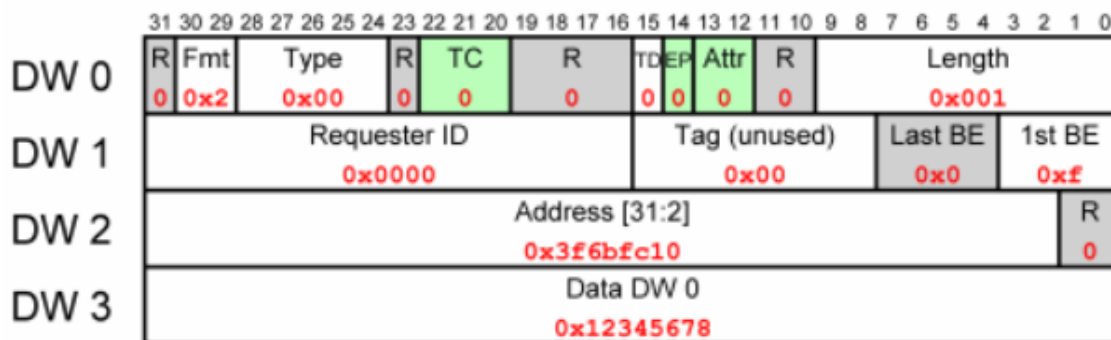 31 30 29 28 27 26 25 24 23 22 21 20 19 18 17 16 15 14 13 12 11 10 9 8 7 6 5 4 3 2 1 0
DW 0
R Fmt Type R TC R TD EP Attr R Length
0 0x2 0x00 0 0 0 0 0 0 0 0x001
DW 1
Requester ID Tag (unused) Last BE 1st BE
0x0000 0x00 0x0 0xf
DW 2
Address [31:2] R
0x3f6bfc10 0
DW 3
Data DW 0
0x12345678